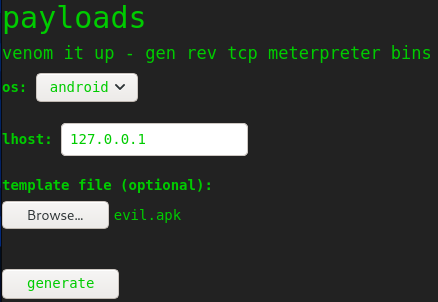 payloads
venom it up - gen rev tcp meterpreter bins
os: android
lhost: 127.0.0.1
template file (optional):
Browse... evil.apk
generate